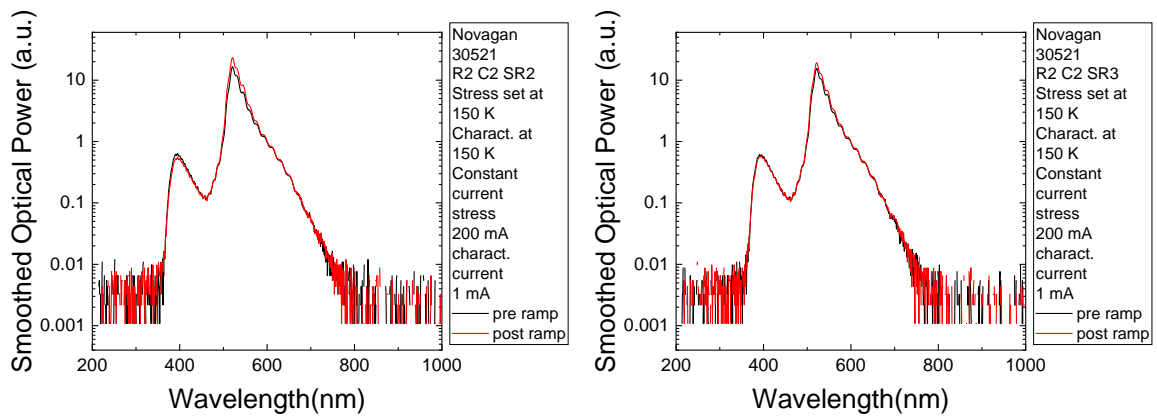 Smoothed Optical Power (a.u.)
10
1
0.1
0.01
0.001
200 400 600 800 1000
Wavelength(nm)
Novagan
30521
R2 C2 SR2
Stress set at
150 K
Charact. at
150 K
Constant
current
stress
200 mA
charact.
current
1 mA
pre ramp
post ramp
Smoothed Optical Power (a.u.)
10
1
0.1
0.01
0.001
200 400 600 800 1000
Wavelength(nm)
Novagan
30521
R2 C2 SR3
Stress set at
150 K
Charact. at
150 K
Constant
current
stress
200 mA
charact.
current
1 mA
pre ramp
post ramp